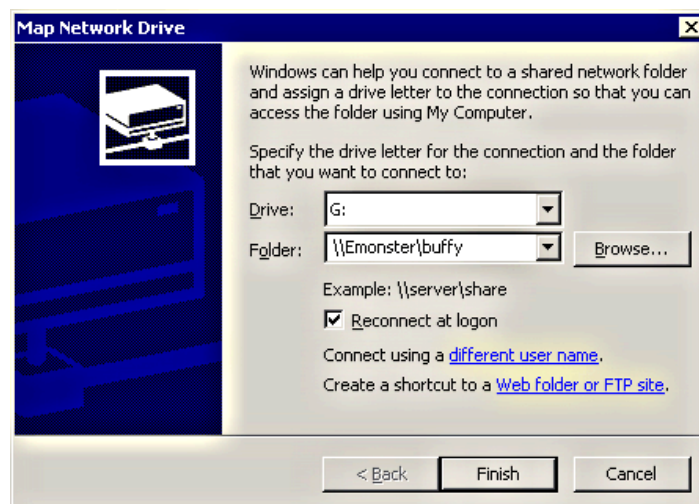 Map Network Drive
Windows can help you connect to a shared network folder
and assign a drive letter to the connection so that you can
access the folder using My Computer.
Specify the drive letter for the connection and the folder
that you want to connect to:
Drive: G:
Folder: \\Emonster\buffy Browse...
Example: \\server\share
Reconnect at logon
Connect using a different user name.
Create a shortcut to a Web folder or FTP site.
< Back Finish Cancel